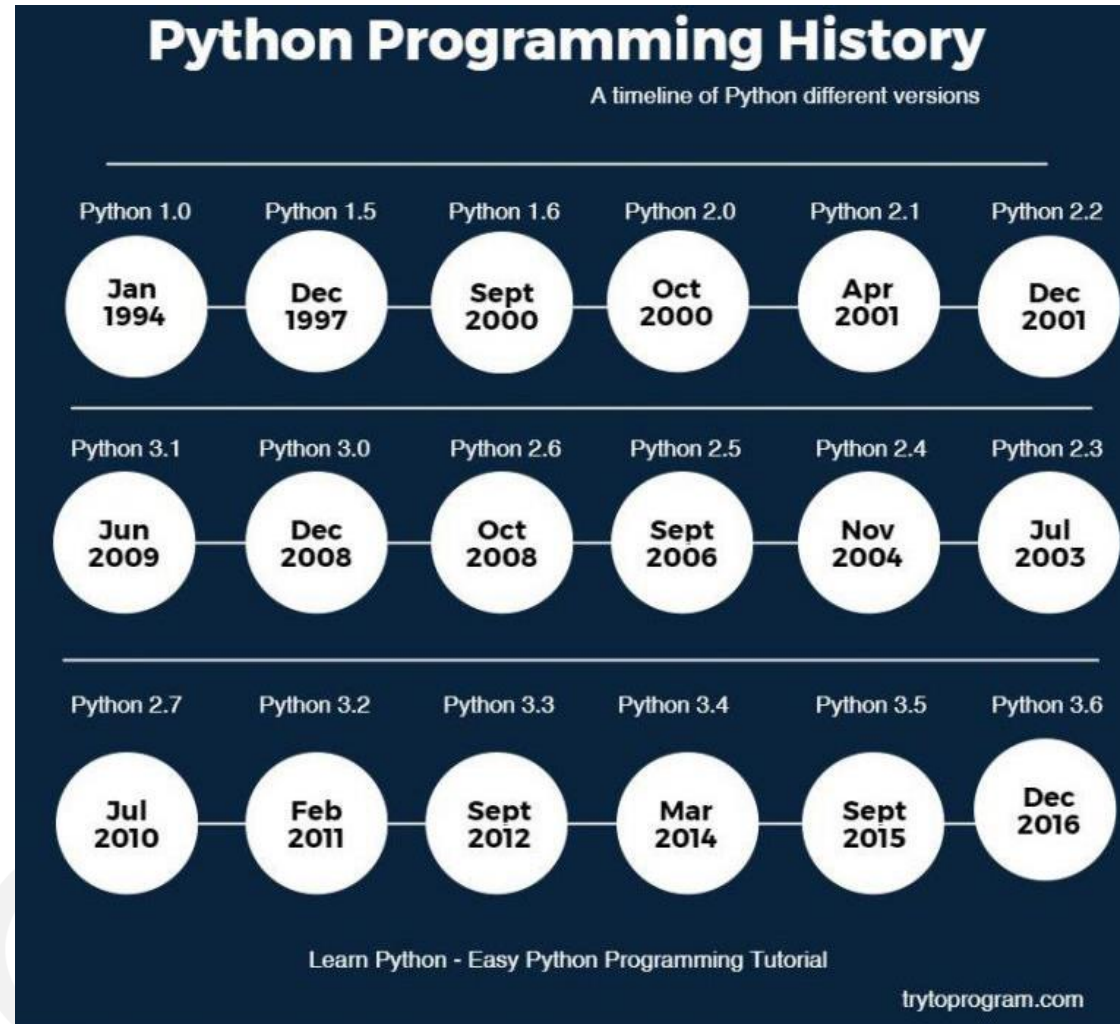 Python Programming History
A timeline of Python different versions
Python 1.0 Python 1.5 Python 1.6 Python 2.0 Python 2.1 Python 2.2
Jan Dec Sept Oct Apr Dec
1994 1997 2000 2000 2001 2001
Python 3.1 Python 3.0 Python 2.6 Python 2.5 Python 2.4 Python 2.3
Jun Dec Oct Sept Nov Jul
2009 2008 2008 2006 2004 2003
Python 2.7 Python 3.2 Python 3.3 Python 3.4 Python 3.5 Python 3.6
Jul Feb Sept Mar Sept Dec
2010 2011 2012 2014 2015 2016
Learn Python - Easy Python Programming Tutorial
trytoprogram.com